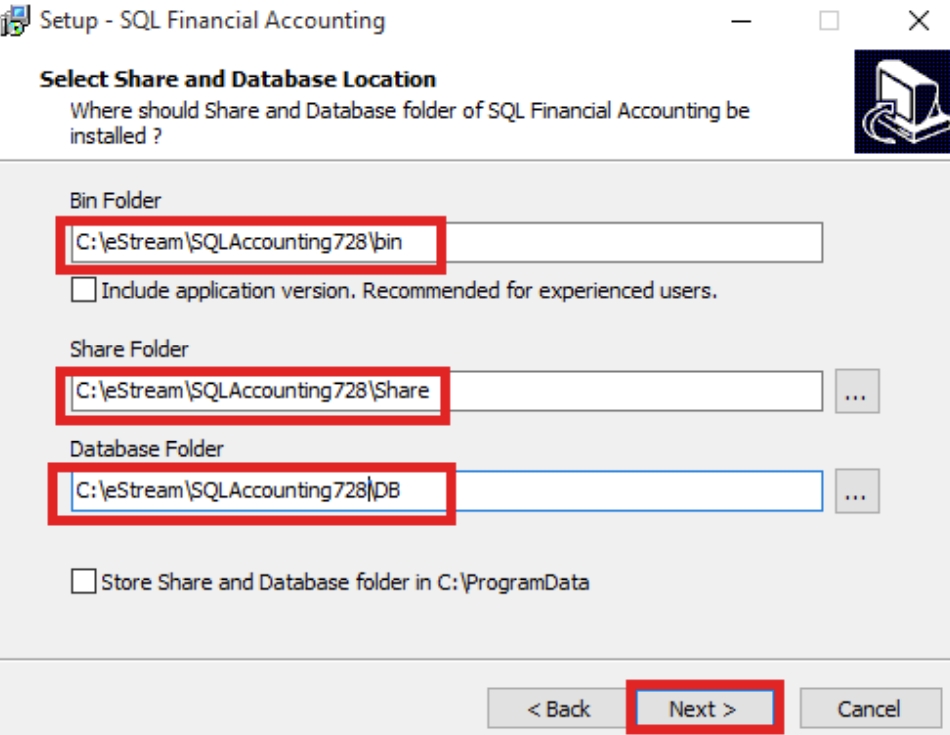 Setup - SQL Financial Accounting
Select Share and Database Location
Where should Share and Database folder of SQL Financial Accounting be
installed ?
Bin Folder
C:\eStream\SQLAccounting728\bin
Include application version. Recommended for experienced users.
Share Folder
C:\eStream\SQLAccounting728\Share
...
Database Folder
C:\eStream\SQLAccounting728\DB
...
Store Share and Database folder in C:\ProgramData
< Back
Next >
Cancel